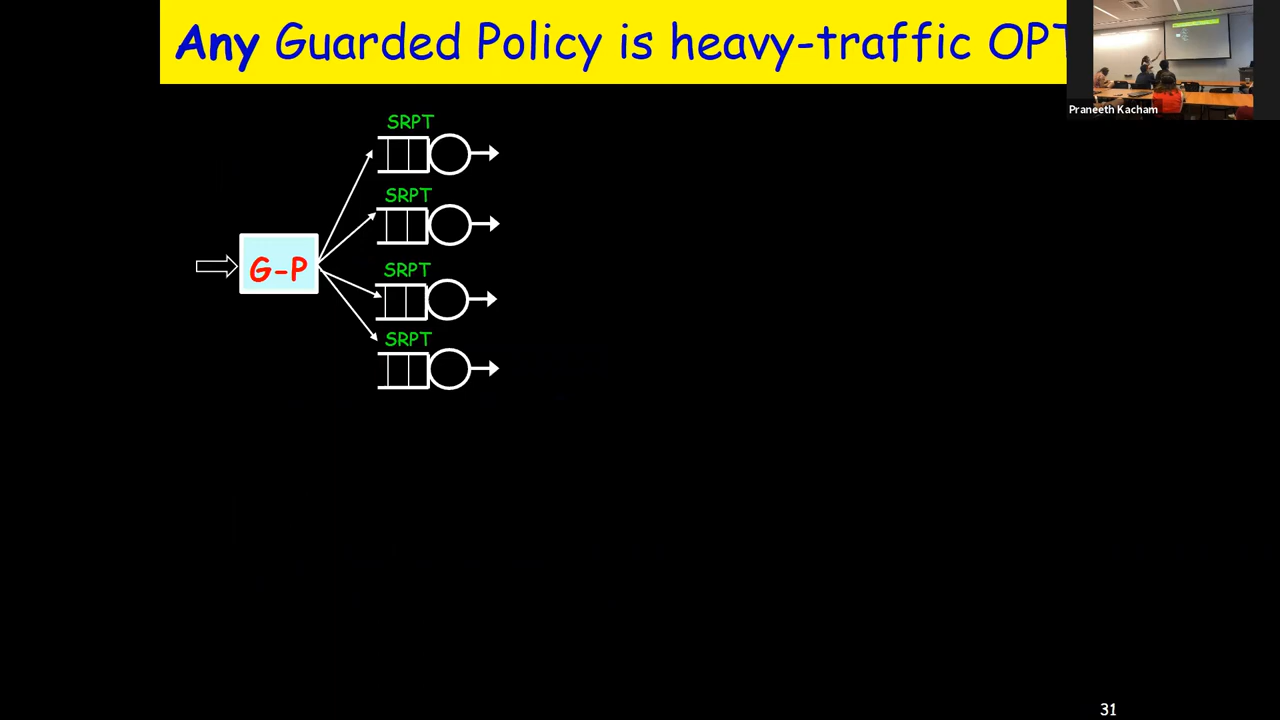 Any Guarded Policy is heavy-traffic OPT
Praneeth Kacham
SRPT
SRPT
G-P
SRPT
SRPT
31